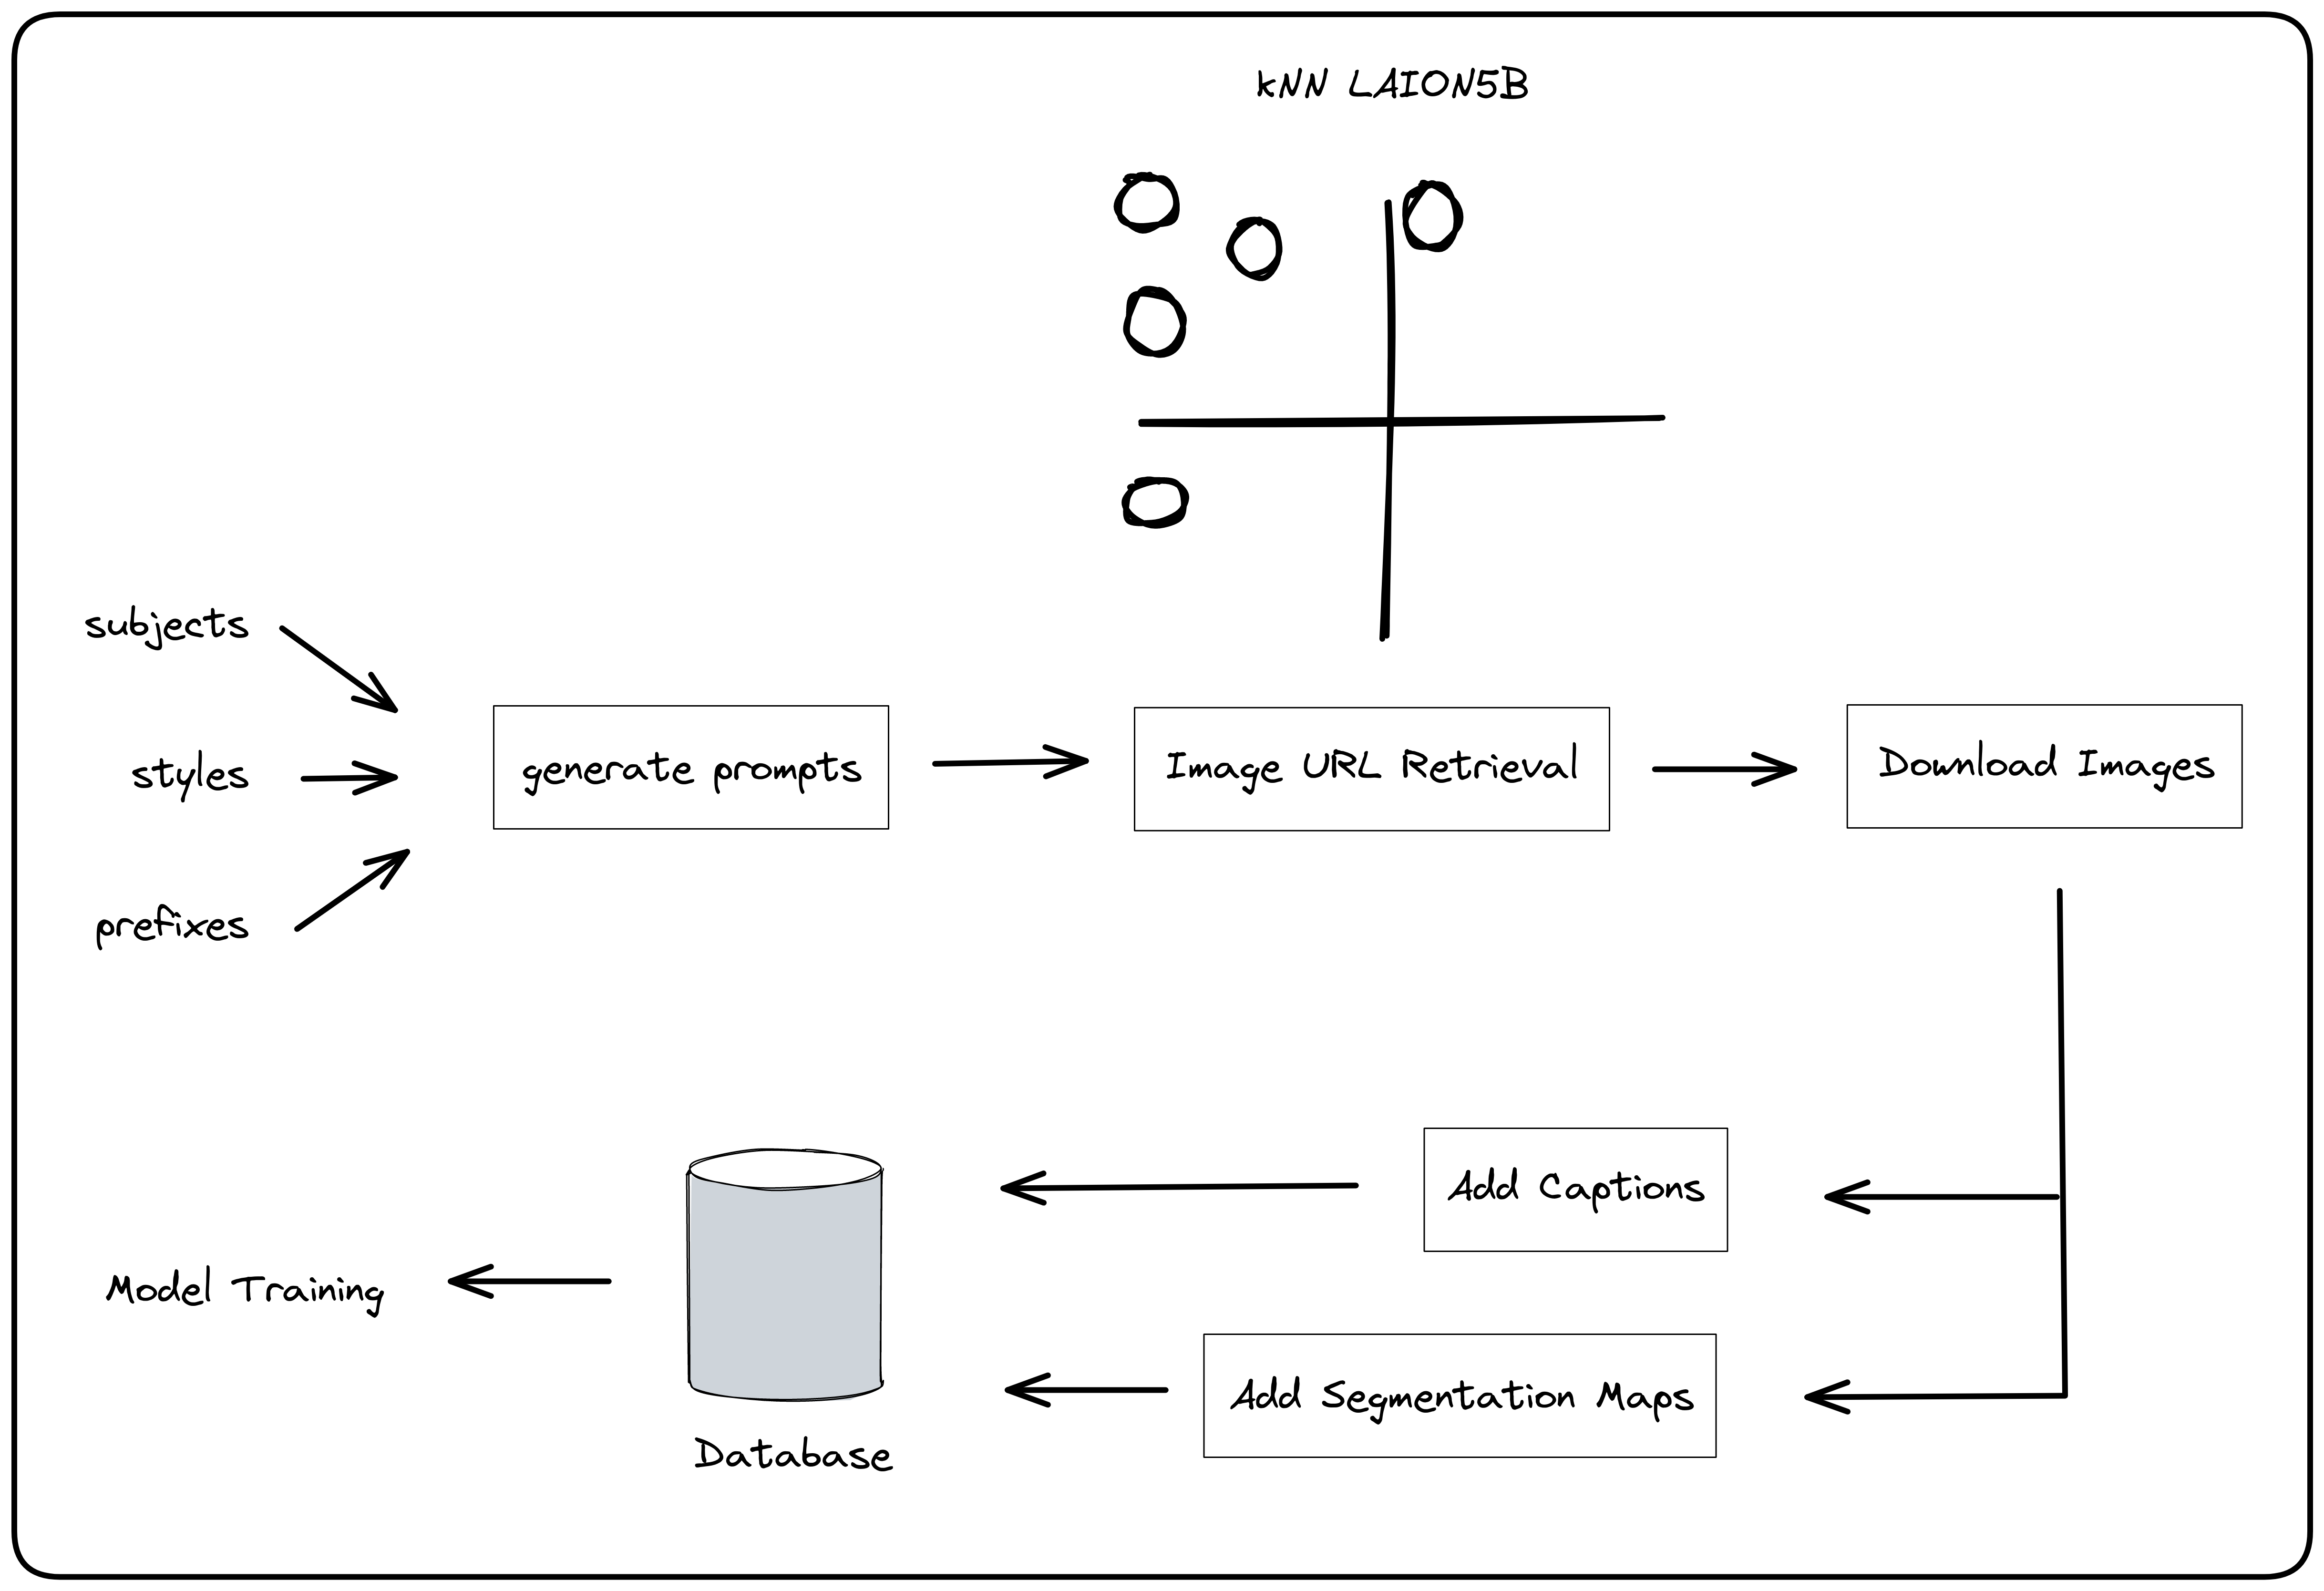 kNN LAION5B
subjects
styles
prefixes
generate prompts
Image URL Retrieval
Download Images
Add Captions
Add Segmentation Maps
Database
Model Training